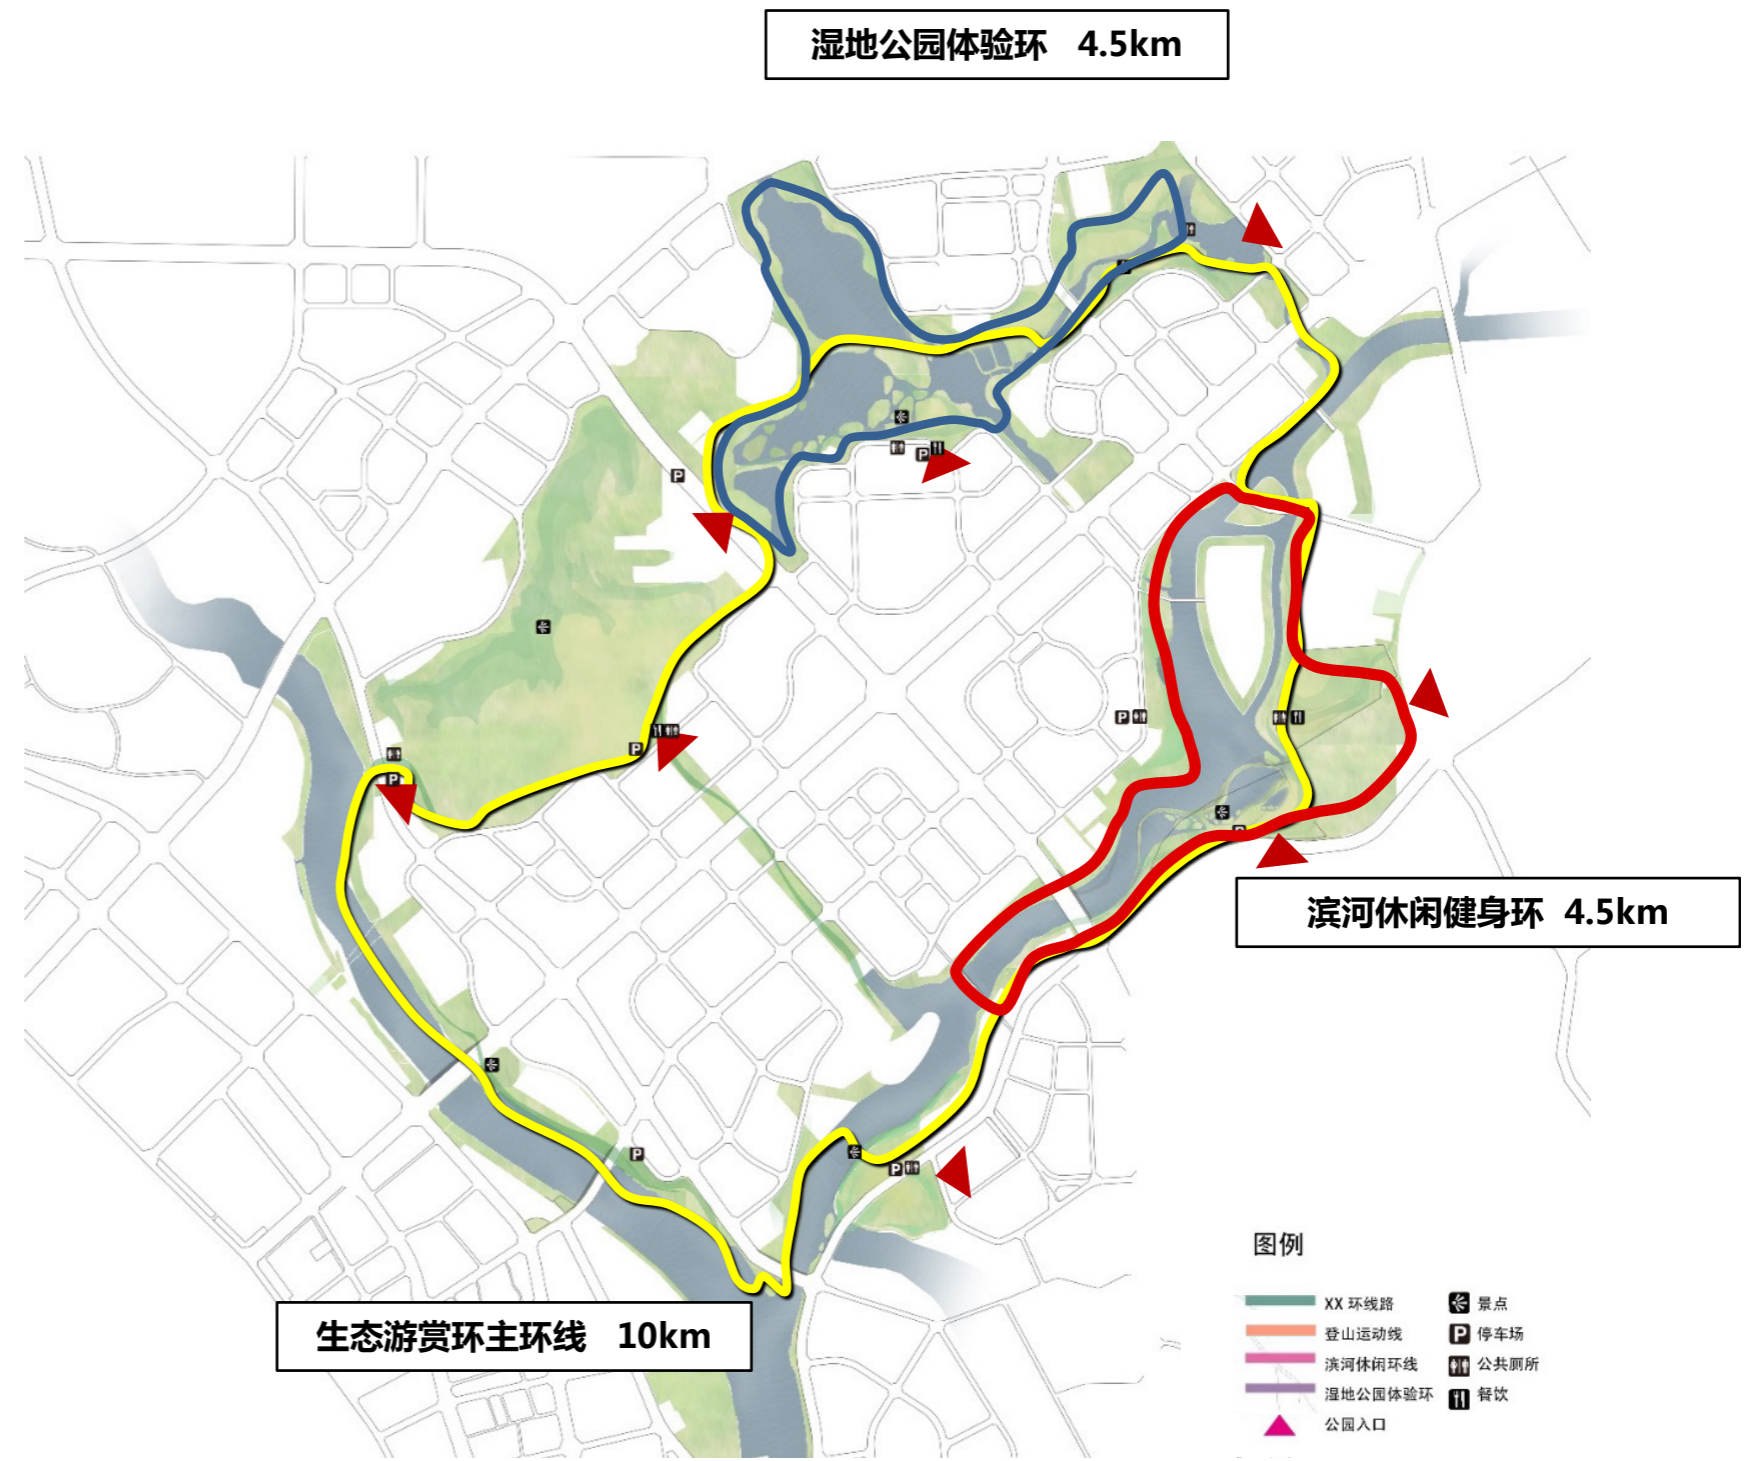 湿地公园体验环 4.5km
P
P
P
P
P
滨河休闲健身环 4.5km
P
P
生态游赏环主环线 10km
图例
XX 环线路
景点
登山运动线
P 停车场
滨河休闲环线
公共厕所
湿地公园体验环
餐饮
公园入口